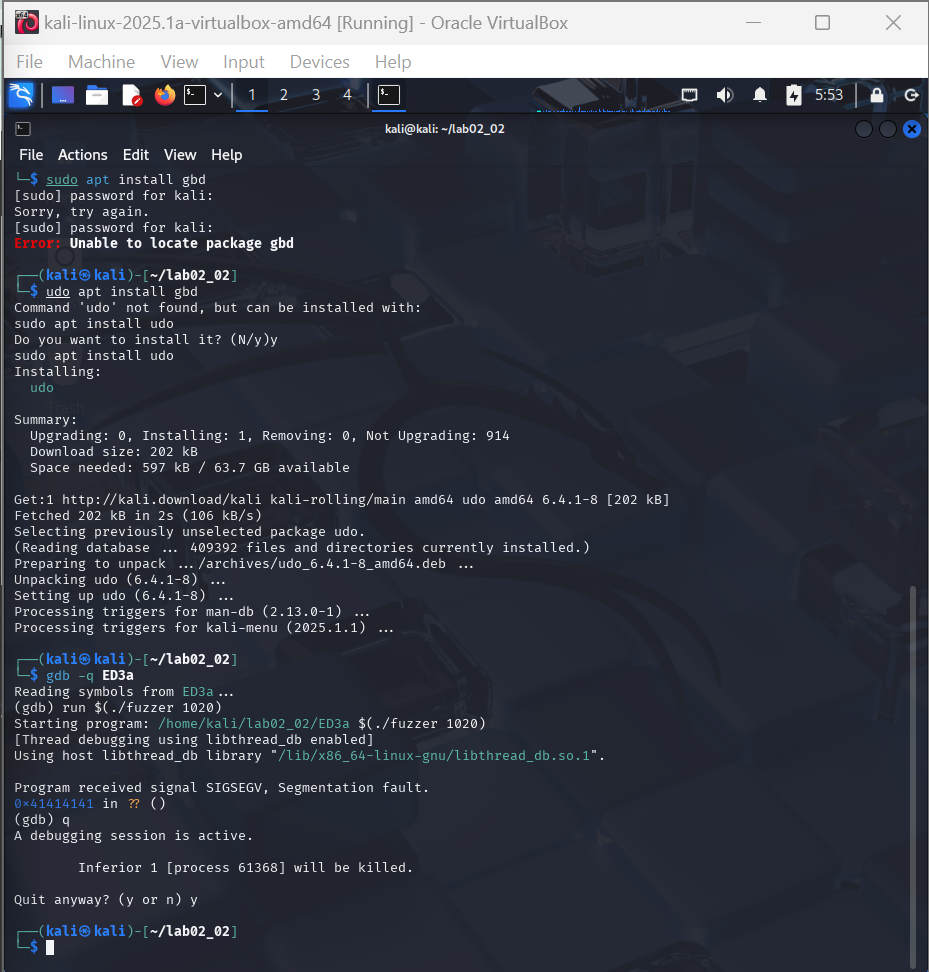 kali-linux-2025.1a-virtualbox-amd64 [Running] - Oracle VirtualBox
File Machine View Input Devices Help
1 2 3 4 5:53
kali@kali: ~/lab02_02
File Actions Edit View Help
└─$ sudo apt install gbd
[sudo] password for kali:
Sorry, try again.
[sudo] password for kali:
Error: Unable to locate package gbd
┌──(kali㉿kali)-[~/lab02_02]
└─$ udo apt install gbd
Command 'udo' not found, but can be installed with:
sudo apt install udo
Do you want to install it? (N/y)y
sudo apt install udo
Installing:
udo
Summary:
Upgrading: 0, Installing: 1, Removing: 0, Not Upgrading: 914
Download size: 202 kB
Space needed: 597 kB / 63.7 GB available
Get:1 http://kali.download/kali kali-rolling/main amd64 udo amd64 6.4.1-8 [202 kB]
Fetched 202 kB in 2s (106 kB/s)
Selecting previously unselected package udo.
(Reading database ... 409392 files and directories currently installed.)
Preparing to unpack .../archives/udo_6.4.1-8_amd64.deb ...
Unpacking udo (6.4.1-8) ...
Setting up udo (6.4.1-8) ...
Processing triggers for man-db (2.13.0-1) ...
Processing triggers for kali-menu (2025.1.1) ...
┌──(kali㉿kali)-[~/lab02_02]
└─$ gdb -q ED3a
Reading symbols from ED3a...
(gdb) run $(./fuzzer 1020)
Starting program: /home/kali/lab02_02/ED3a $(./fuzzer 1020)
[Thread debugging using libthread_db enabled]
Using host libthread_db library "/lib/x86_64-linux-gnu/libthread_db.so.1".
Program received signal SIGSEGV, Segmentation fault.
0x41414141 in ?? ()
(gdb) q
A debugging session is active.
Inferior 1 [process 61368] will be killed.
Quit anyway? (y or n) y
┌──(kali㉿kali)-[~/lab02_02]
└─$